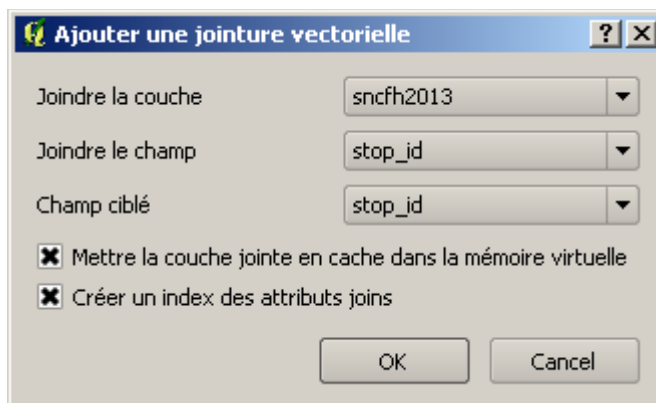 Ajouter une jointure vectorielle
Joindre la couche sncfh2013
Joindre le champ stop_id
Champ ciblé stop_id
Mettre la couche jointe en cache dans la mémoire virtuelle
Créer un index des attributs joins
OK Cancel